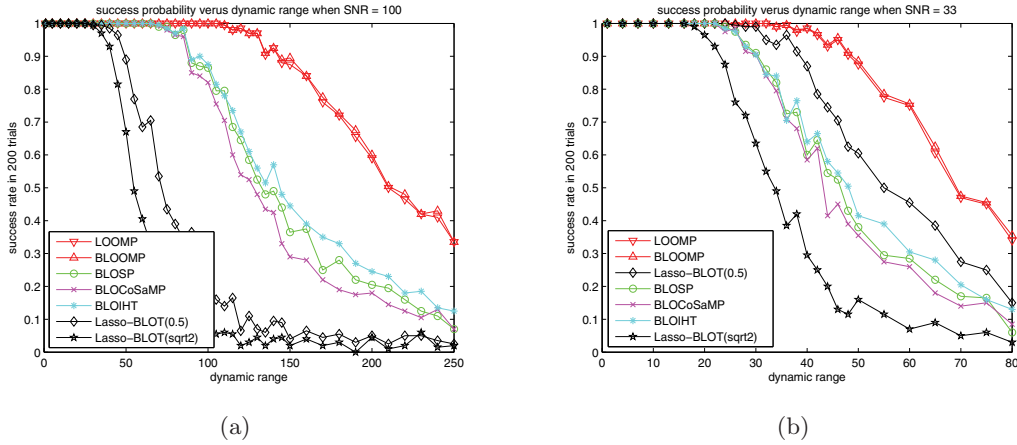 success probability verus dynamic range when SNR = 100
success rate in 200 trials
1
0.9
0.8
0.7
0.6
0.5
0.4
0.3
0.2
0.1
0
LOOMP
BLOOMP
BLOSP
BLOCoSaMP
BLOIHT
Lasso−BLOT(0.5)
Lasso−BLOT(sqrt2)
0 50 100 150 200 250
dynamic range
(a)
success probability versus dynamic range when SNR = 33
success rate in 200 trials
1
0.9
0.8
0.7
0.6
0.5
0.4
0.3
0.2
0.1
0
LOOMP
BLOOMP
Lasso−BLOT(0.5)
BLOSP
BLOCoSaMP
BLOIHT
Lasso−BLOT(sqrt2)
0 10 20 30 40 50 60 70 80
dynamic range
(b)